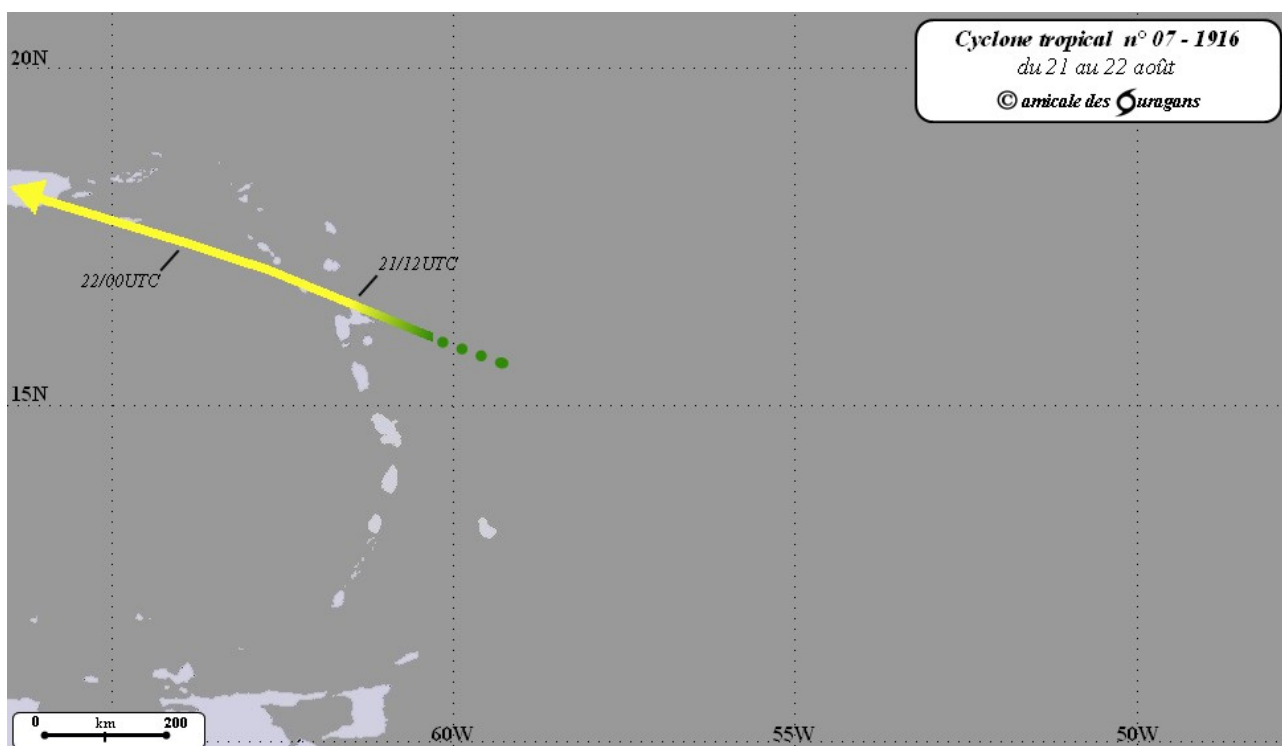 Cyclone tropical n° 07 - 1916
du 21 au 22 août
© amicale des Ouragans
20N
21/12UTC
22/00UTC
15N
0 km 200
60W 55W 50W